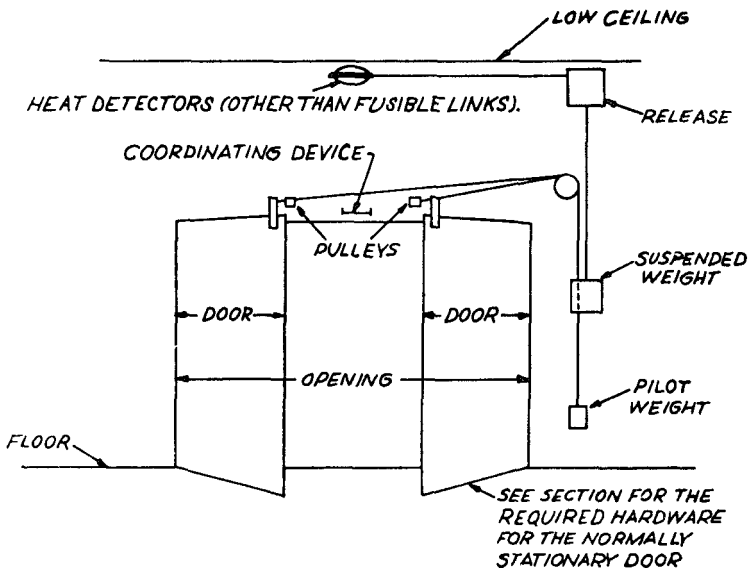 LOW CEILING
HEAT DETECTORS (OTHER THAN FUSIBLE LINKS).
RELEASE
COORDINATING DEVICE
PULLEYS
SUSPENDED
WEIGHT
DOOR
DOOR
OPENING
PILOT
WEIGHT
FLOOR
SEE SECTION FOR THE
REQUIRED HARDWARE
FOR THE NORMALLY
STATIONARY DOOR